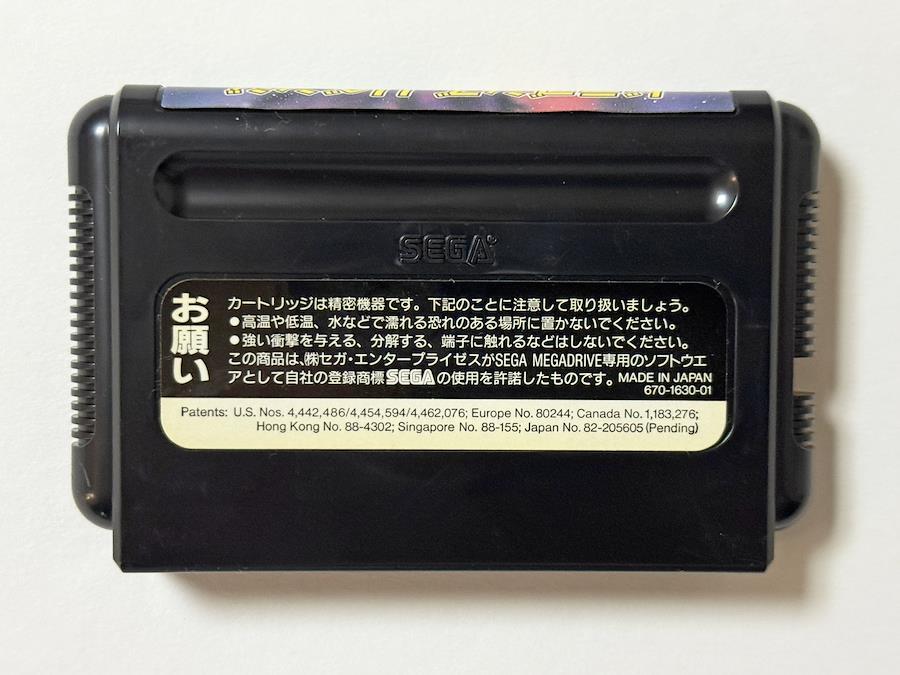 SEGA
お願い
カートリッジは精密機器です。下記のことに注意して取り扱いましょう。
●高温や低温、水などで濡れる恐れのある場所に置かないでください。
●強い衝撃を与える、分解する、端子に触れるなどはしないでください。
この商品は、㈱セガ・エンタープライゼスがSEGA MEGADRIVE専用のソフトウエ
アとして自社の登録商標SEGAの使用を許諾したものです。MADE IN JAPAN
670-1630-01
Patents: U.S. Nos. 4,442,486/4,454,594/4,462,076; Europe No. 80244; Canada No. 1,183,276;
Hong Kong No. 88-4302; Singapore No. 88-155; Japan No. 82-205605 (Pending)